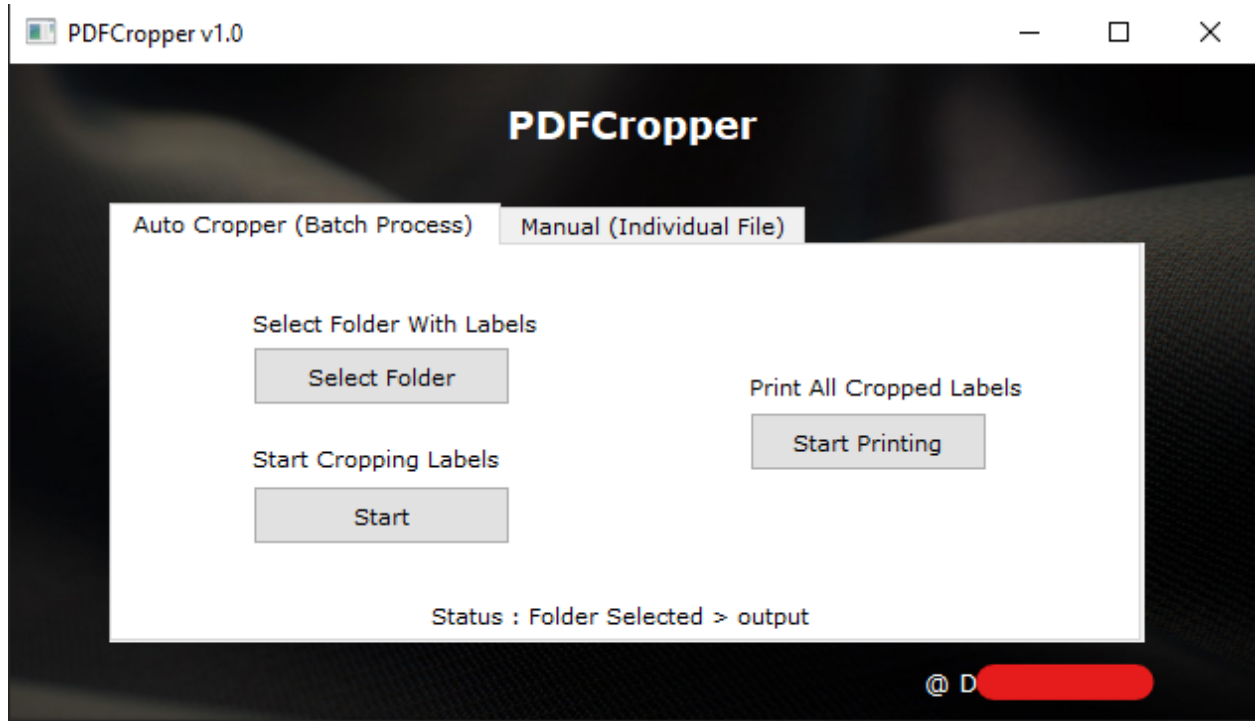 PDFCropper v1.0
PDFCropper
Auto Cropper (Batch Process)
Manual (Individual File)
Select Folder With Labels
Select Folder
Print All Cropped Labels
Start Printing
Start Cropping Labels
Start
Status : Folder Selected > output
@ D